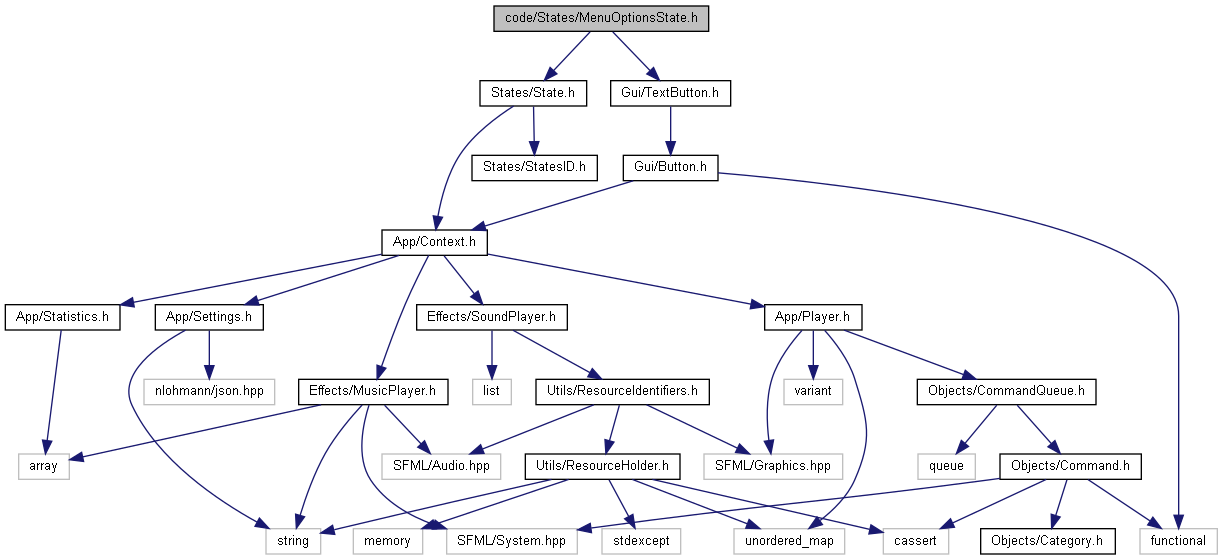 code/States/MenuOptionsState.h
States/State.h
Gui/TextButton.h
States/StatesID.h
Gui/Button.h
App/Context.h
App/Statistics.h
App/Settings.h
Effects/SoundPlayer.h
App/Player.h
nlohmann/json.hpp
Effects/MusicPlayer.h
list
Utils/ResourceIdentifiers.h
variant
Objects/CommandQueue.h
array
SFML/Audio.hpp
Utils/ResourceHolder.h
SFML/Graphics.hpp
queue
Objects/Command.h
string
memory
SFML/System.hpp
stdexcept
unordered_map
cassert
Objects/Category.h
functional